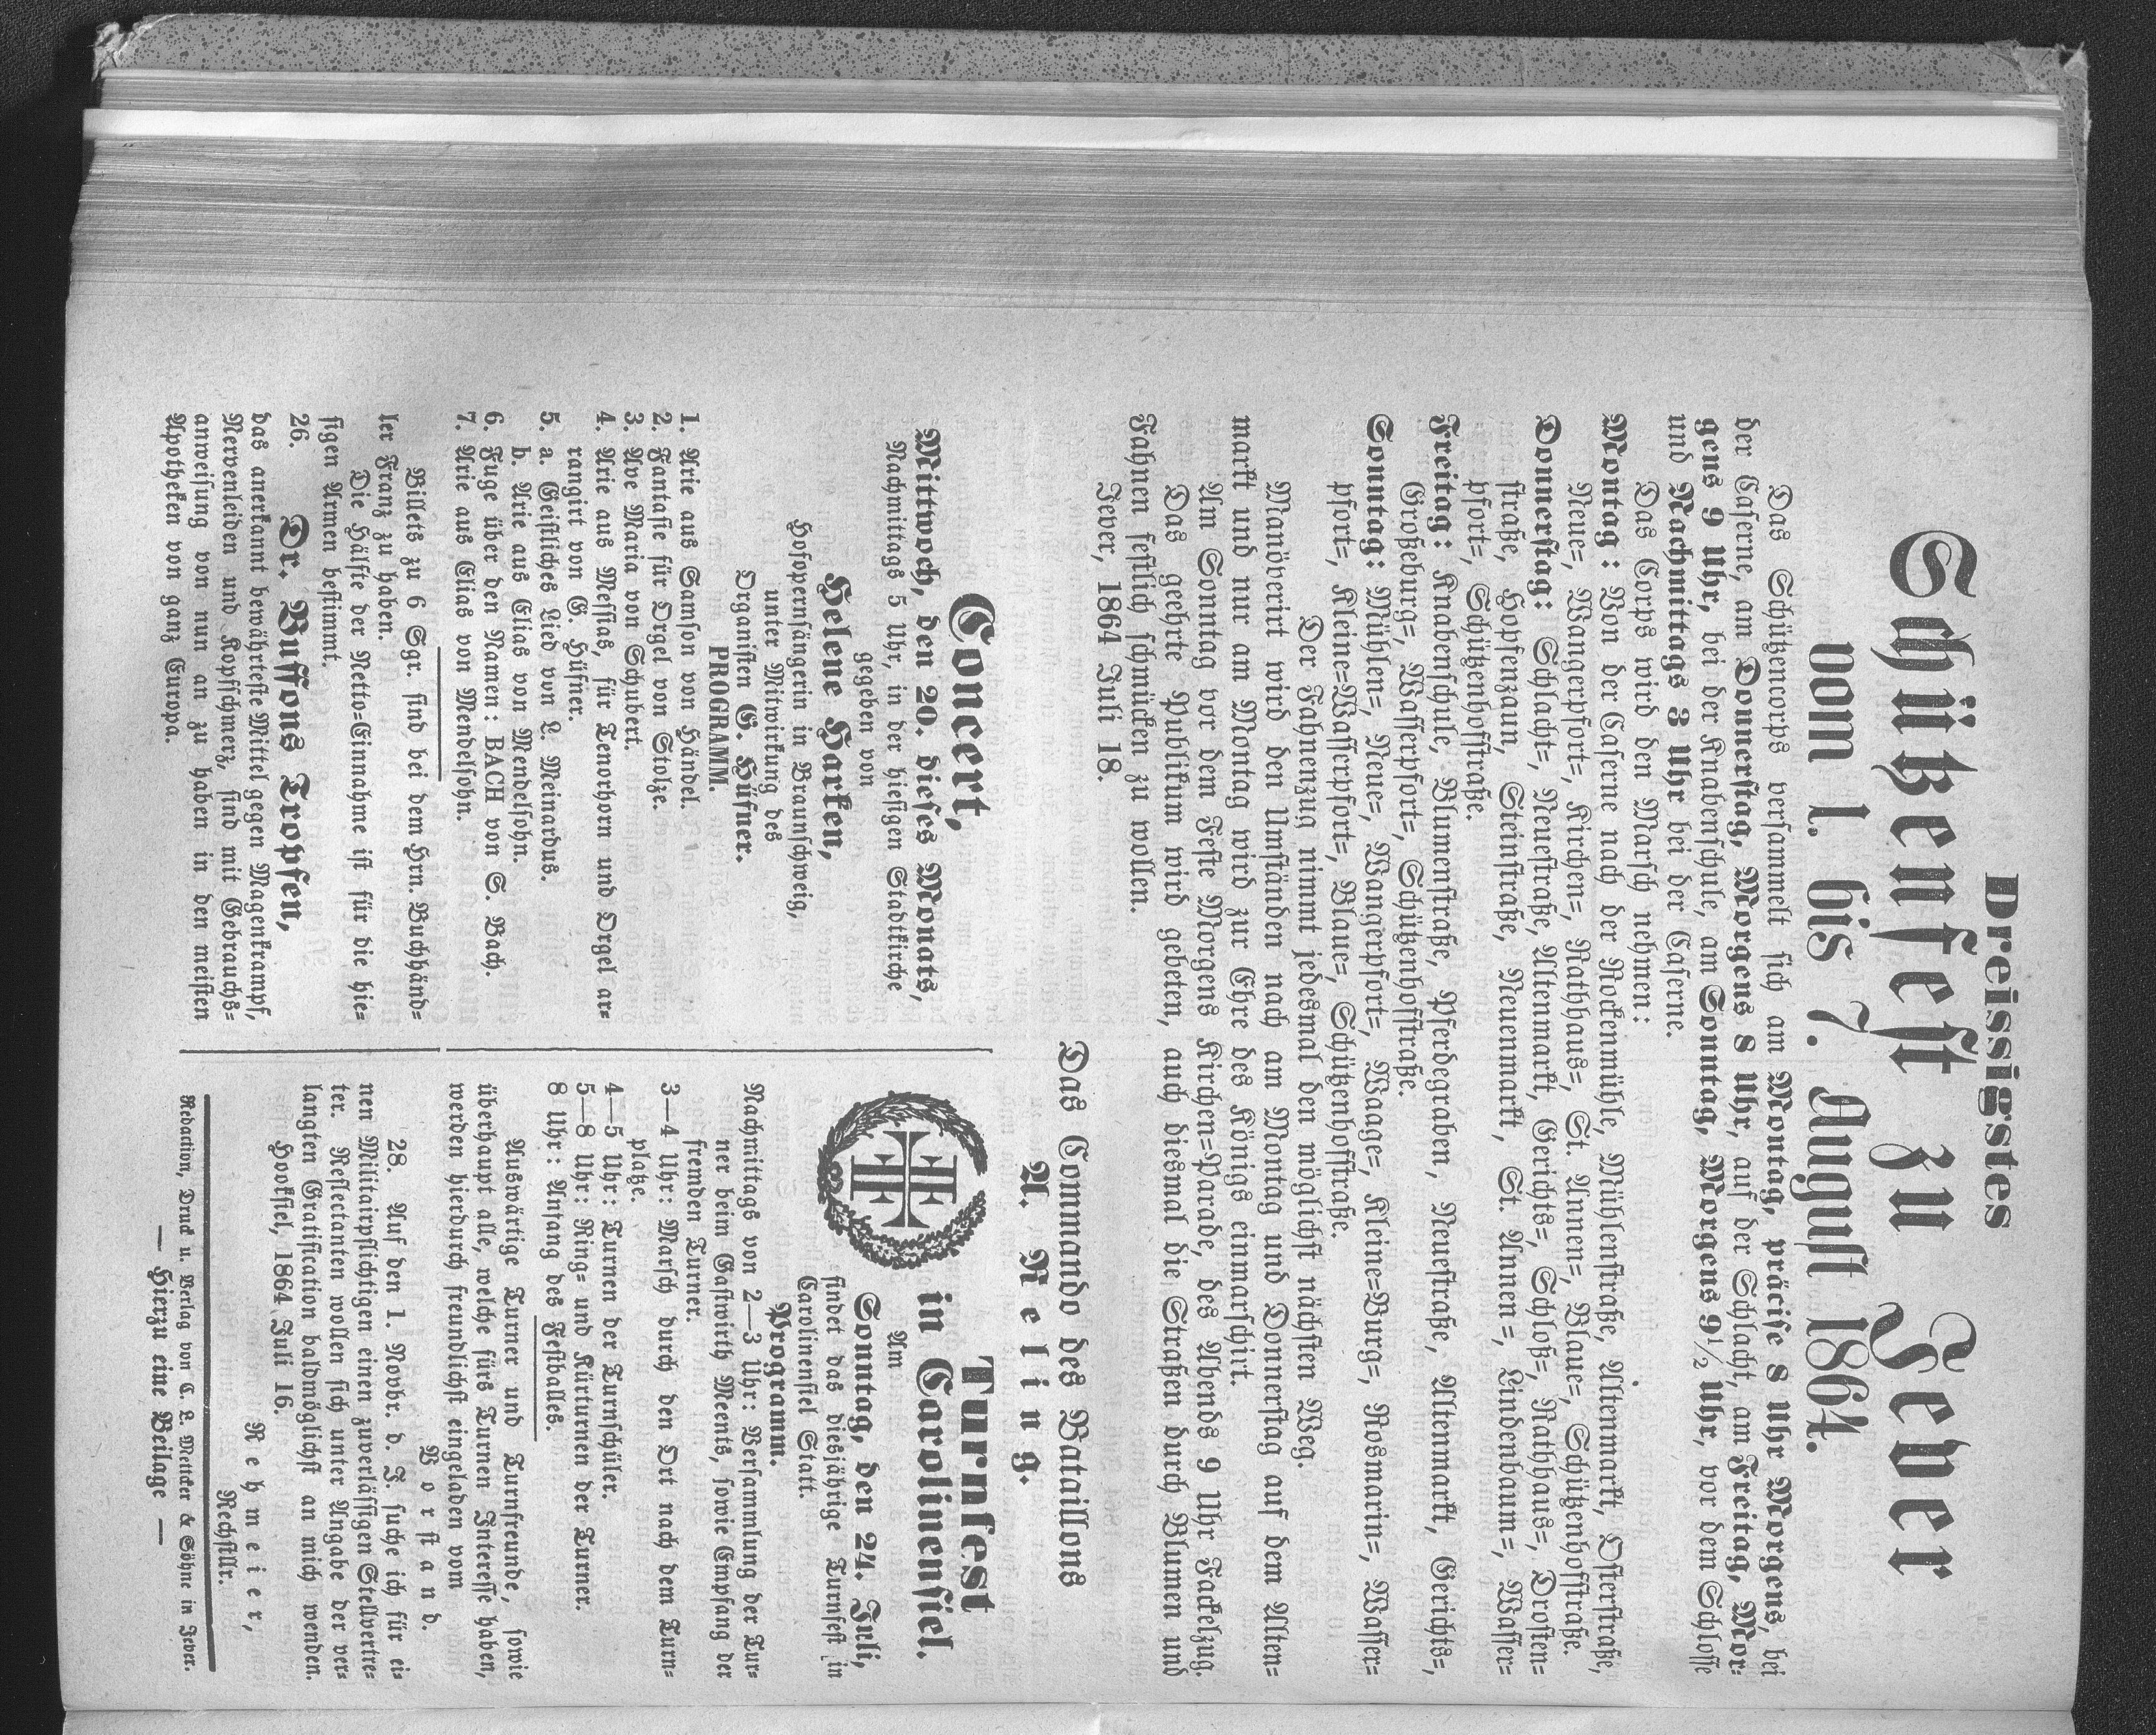 Dreissigstes
Schützenfest zu Jever
vom 1. bis 7. August 1864.
Das Schützencorps versammelt sich am Montag, präcise 8 Uhr Morgens, bei
der Caserne, am Donnerstag, Morgens 8 Uhr, auf der Schlacht, am Freitag, Mor=
gens 9 Uhr, bei der Knabenschule, am Sonntag, Morgens 9½ Uhr, vor dem Schlosse
und Nachmittags 3 Uhr bei der Caserne.
Das Corps wird den Marsch nehmen:
Montag: Von der Caserne nach der Rockenmühle, Mühlenstraße, Altenmarkt, Osterstraße,
Neue=, Wangerpfort=, Kirchen=, Rathhaus=, St. Annen=, Blaue=, Schützenhofstraße.
Donnerstag: Schlacht=, Neuestraße, Altenmarkt, Gerichts=, Schloß=, Rathhaus=, Drosten=
straße, Hopfenzaun, Steinstraße, Neuenmarkt, St. Annen=, Lindenbaum=, Wasser=
pfort=, Schützenhofstraße.
Freitag: Knabenschule, Blumenstraße, Pferdegraben, Neuestraße, Altenmarkt, Gerichts=,
Großeburg=, Wasserpfort=, Schützenhofstraße.
Sonntag: Mühlen=, Neue=, Wangerpfort=, Waage=, Kleine=Burg=, Rosmarin=, Wasser=
pfort=, Kleine=Wasserpfort=, Blaue=, Schützenhofstraße.
Der Fahnenzug nimmt jedesmal den möglichst nächsten Weg.
Manöverirt wird den Umständen nach am Montag und Donnerstag auf dem Alten=
markt und nur am Montag wird zur Ehre des Königs einmarschirt.
Am Sonntag vor dem Feste Morgens Kirchen=Parade, des Abends 9 Uhr Fackelzug.
Das geehrte Publikum wird gebeten, auch diesmal die Straßen durch Blumen und
Fahnen festlich schmücken zu wollen.
Jever, 1864 Juli 18.
Das Commando des Bataillons
A. Reling.
Concert,
Mittwoch, den 20. dieses Monats,
Nachmittags 5 Uhr, in der hiesigen Stadtkirche
gegeben von
Helene Harken,
Hofopernsängerin in Braunschweig,
unter Mitwirkung des
Organisten E. Hüfner.
PROGRAMM.
1. Arie aus Samson von Händel.
2. Fantasie für Orgel von Stolze.
3. Ave Maria von Schubert.
4. Arie aus Messias, für Tenorhorn und Orgel ar=
rangirt von E. Hüfner.
5. a. Geistliches Lied von L. Meinardus.
b. Arie aus Elias von Mendelsohn.
6. Fuge über den Namen: BACH von S. Bach.
7. Arie aus Elias von Mendelsohn.
Billets zu 6 Sgr. sind bei dem Hrn. Buchhänd=
ler Franz zu haben.
Die Hälfte der Netto=Einnahme ist für die hie=
sigen Armen bestimmt.
26. Dr. Buffons Tropfen,
das anerkannt bewährteste Mittel gegen Magenkrampf,
Nervenleiden und Kopfschmerz, sind mit Gebrauchs=
anweisung von nun an zu haben in den meisten
Apotheken von ganz Europa.
Turnfest
in Carolinensiel.
Am
Sonntag, den 24. Juli,
findet das diesjährige Turnfest in
Carolinensiel Statt.
Programm.
Nachmittags von 2—3 Uhr: Versammlung der Tur=
ner beim Gastwirth Meents, sowie Empfang der
fremden Turner.
3—4 Uhr: Marsch durch den Ort nach dem Turn=
platze.
4—5 Uhr: Turnen der Turnschüler.
5—8 Uhr: Ring= und Kürturnen der Turner.
8 Uhr: Anfang des Festballes.
Auswärtige Turner und Turnfreunde, sowie
überhaupt alle, welche fürs Turnen Interesse haben,
werden hierdurch freundlichst eingeladen vom
Vorstand.
28. Auf den 1. Novbr. d. J. suche ich für ei=
nen Militairpflichtigen einen zuverlässigen Stellvertre=
ter. Reflectanten wollen sich unter Angabe der ver=
langten Gratification baldmöglichst an mich wenden.
Hooksiel, 1864 Juli 16.
Rehmeier,
Rechstllr.
Redaction, Druck u. Verlag von C. L. Mettcker & Söhne in Jever.
— Hierzu eine Beilage —